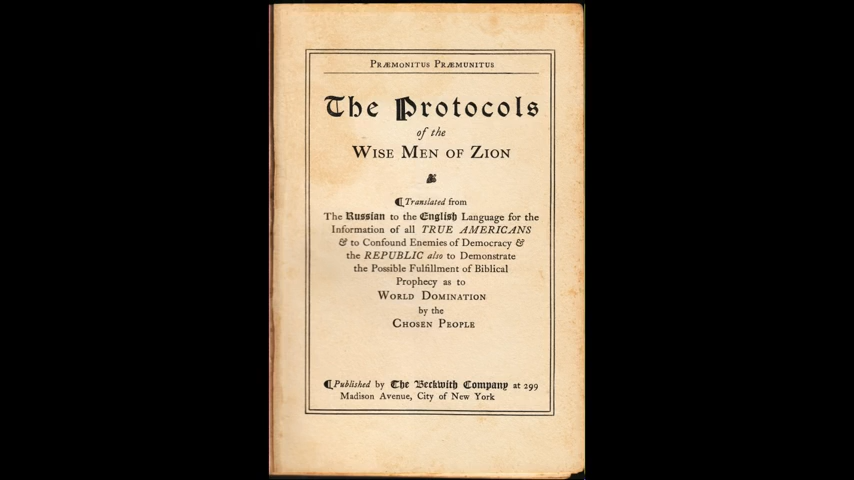 PRÆMONITUS PRÆMUNITUS
The Protocols
of the
WISE MEN OF ZION
¶Translated from
The Russian to the English Language for the
Information of all TRUE AMERICANS
& to Confound Enemies of Democracy &
the REPUBLIC also to Demonstrate
the Possible Fulfillment of Biblical
Prophecy as to
WORLD DOMINATION
by the
CHOSEN PEOPLE
¶Published by The Beckwith Company at 299
Madison Avenue, City of New York